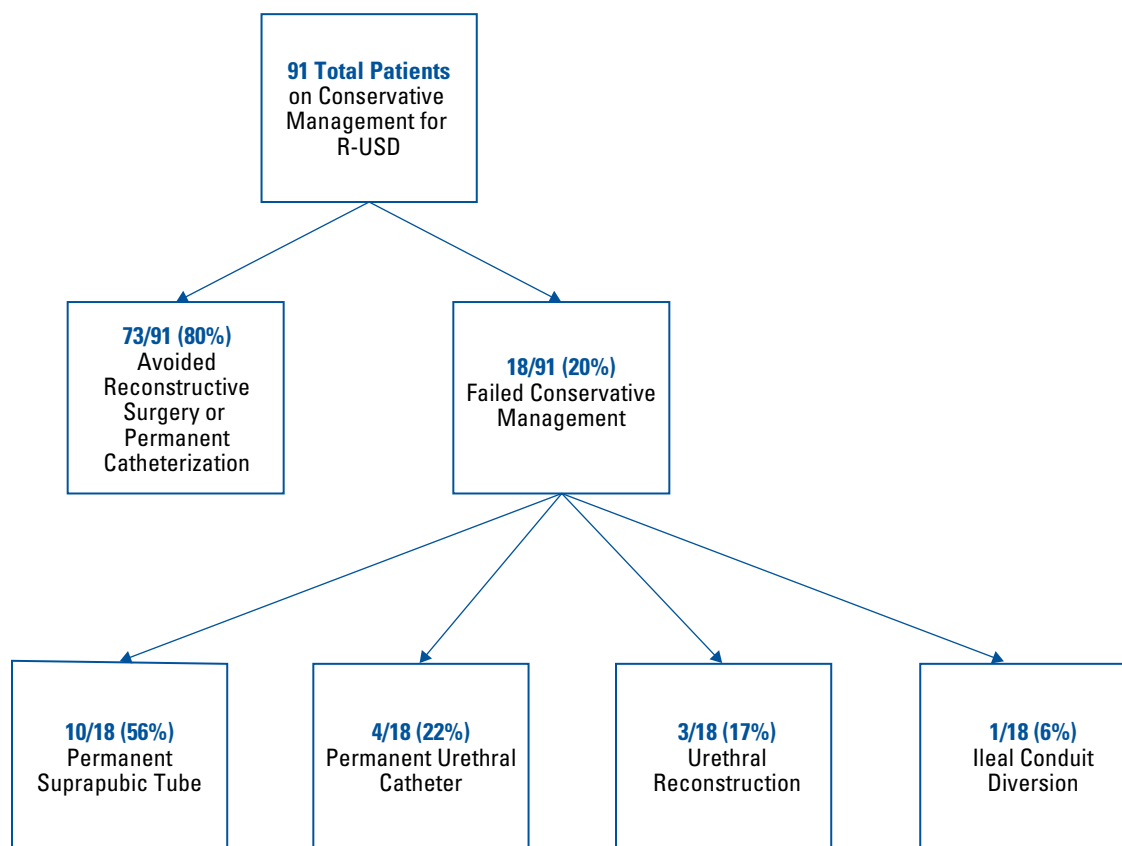 91 Total Patients
on Conservative
Management for
R-USD
73/91 (80%)
Avoided
Reconstructive
Surgery or
Permanent
Catheterization
18/91 (20%)
Failed Conservative
Management
10/18 (56%)
Permanent
Suprapubic Tube
4/18 (22%)
Permanent Urethral
Catheter
3/18 (17%)
Urethral
Reconstruction
1/18 (6%)
Ileal Conduit
Diversion